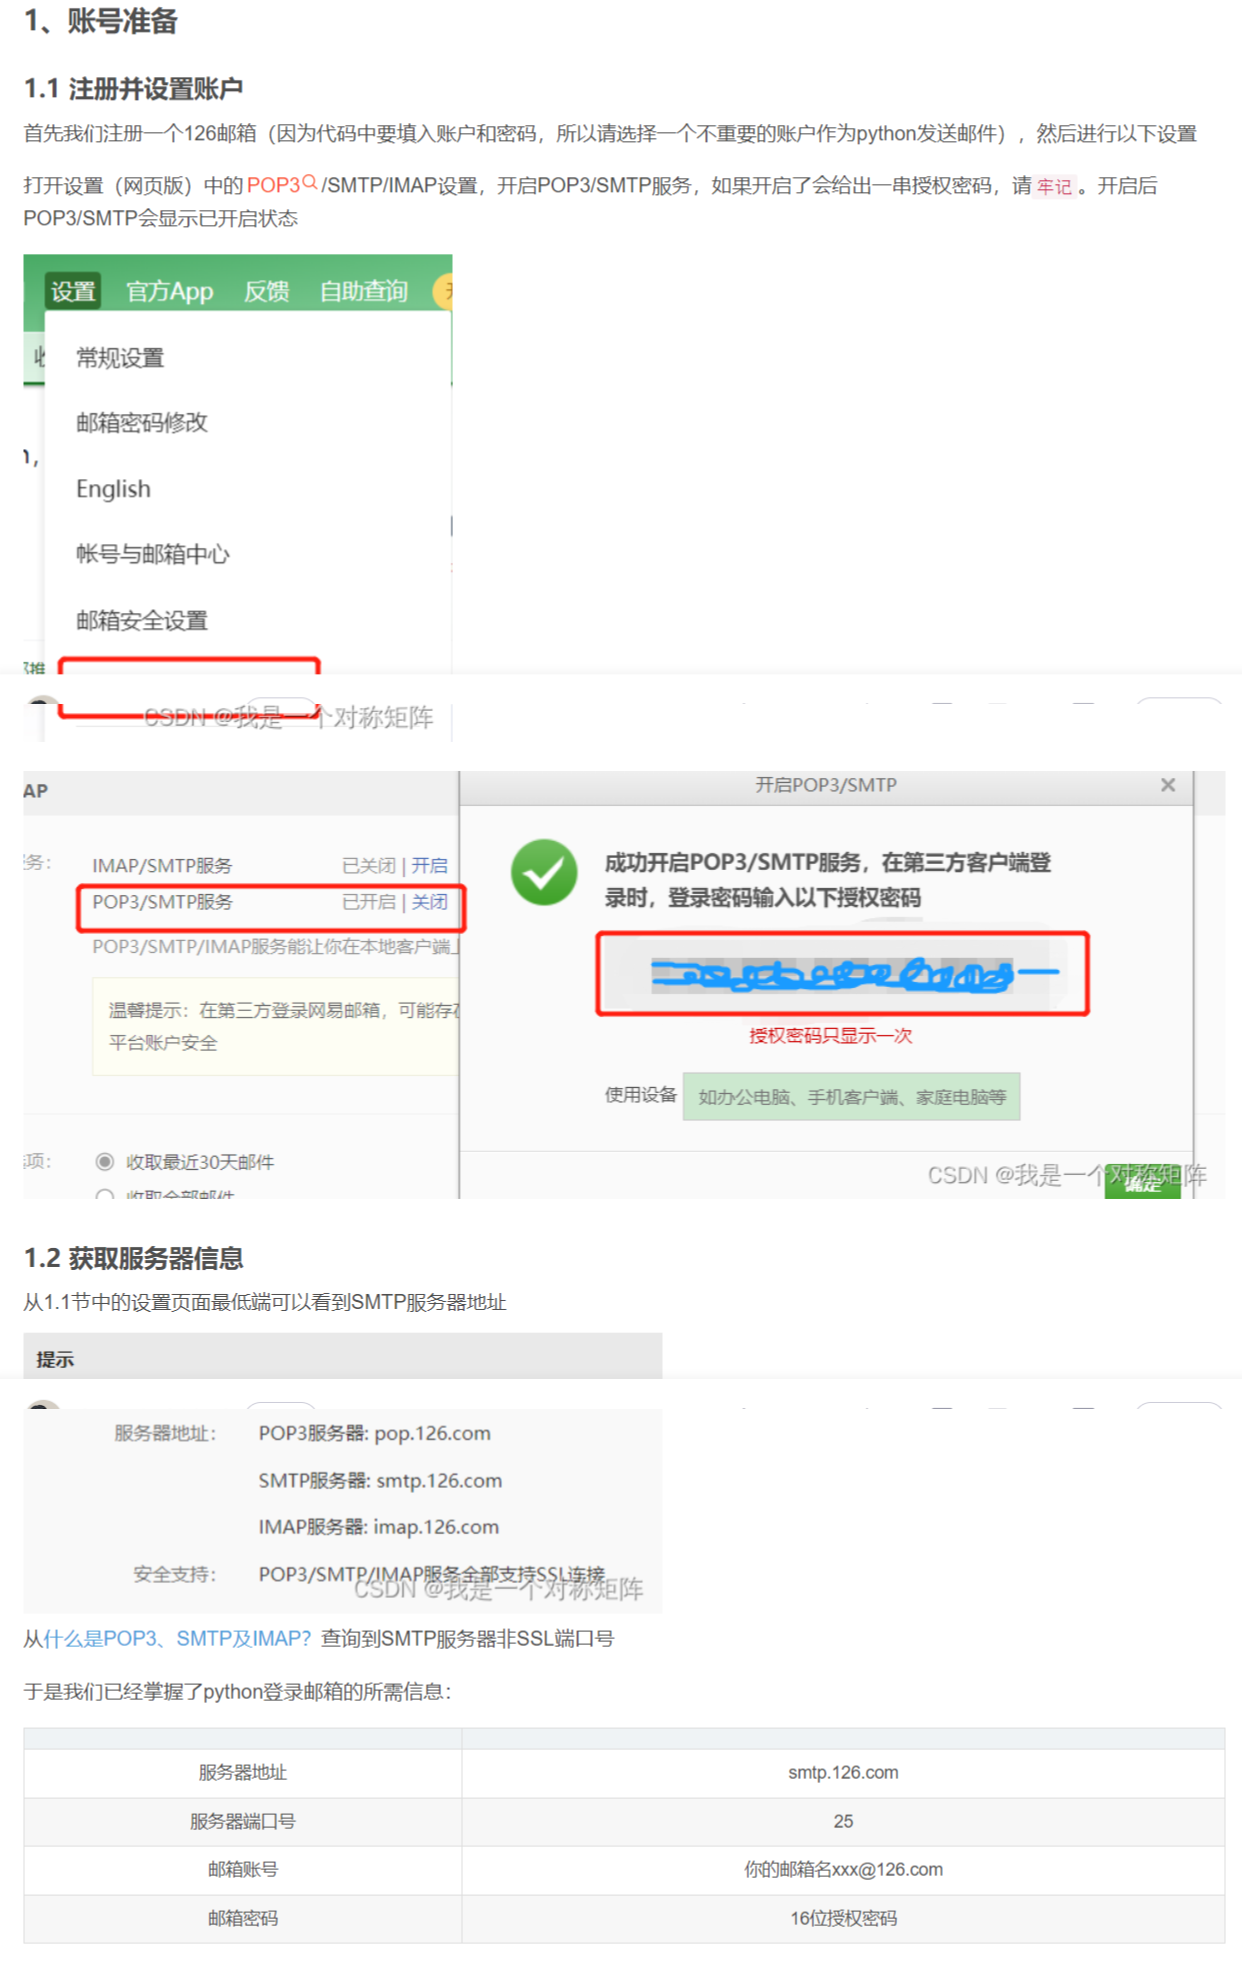 1、账号准备
1.1 注册并设置账户
首先我们注册一个126邮箱（因为代码中要填入账户和密码，所以请选择一个不重要的账户作为python发送邮件），然后进行以下设置
打开设置（网页版）中的POP3/SMTP/IMAP设置，开启POP3/SMTP服务，如果开启了会给出一串授权密码，请 牢记 。开启后
POP3/SMTP会显示已开启状态
设置 官方App 反馈 自助查询
常规设置
邮箱密码修改
English
帐号与邮箱中心
邮箱安全设置
CSDN @我是一个对称矩阵
AP
开启POP3/SMTP
务：
IMAP/SMTP服务 已关闭 | 开启
POP3/SMTP服务 已开启 | 关闭
POP3/SMTP/IMAP服务能让你在本地客户端上
温馨提示：在第三方登录网易邮箱，可能存在
平台账户安全
项：
收取最近30天邮件
收取全部邮件
成功开启POP3/SMTP服务，在第三方客户端登
录时，登录密码输入以下授权密码
授权密码只显示一次
使用设备 如办公电脑、手机客户端、家庭电脑等
确定
CSDN @我是一个对称矩阵
1.2 获取服务器信息
从1.1节中的设置页面最低端可以看到SMTP服务器地址
提示
服务器地址： POP3服务器: pop.126.com
SMTP服务器: smtp.126.com
IMAP服务器: imap.126.com
安全支持： POP3/SMTP/IMAP服务全部支持SSL连接
CSDN @我是一个对称矩阵
从什么是POP3、SMTP及IMAP？查询到SMTP服务器非SSL端口号
于是我们已经掌握了python登录邮箱的所需信息：
服务器地址 smtp.126.com
服务器端口号 25
邮箱账号 你的邮箱名xxx@126.com
邮箱密码 16位授权密码